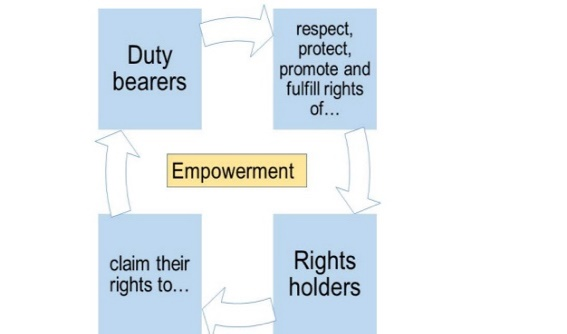 Duty
bearers
respect,
protect,
promote and
fulfill rights
of...
Empowerment
claim their
rights to...
Rights
holders